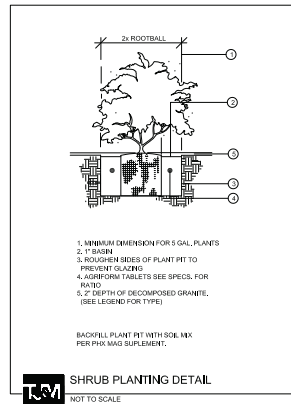 2x ROOTBALL
1
2
5
3
4
1. MINIMUM DIMENSION FOR 5 GAL. PLANTS
2. 1" BASIN
3. ROUGHEN SIDES OF PLANT PIT TO
PREVENT GLAZING
4. AGRIFORM TABLETS SEE SPECS. FOR
RATIO
5. 2" DEPTH OF DECOMPOSED GRANITE.
(SEE LEGEND FOR TYPE)
BACKFILL PLANT PIT WITH SOIL MIX
PER PHX MAG SUPLEMENT.
SHRUB PLANTING DETAIL
NOT TO SCALE